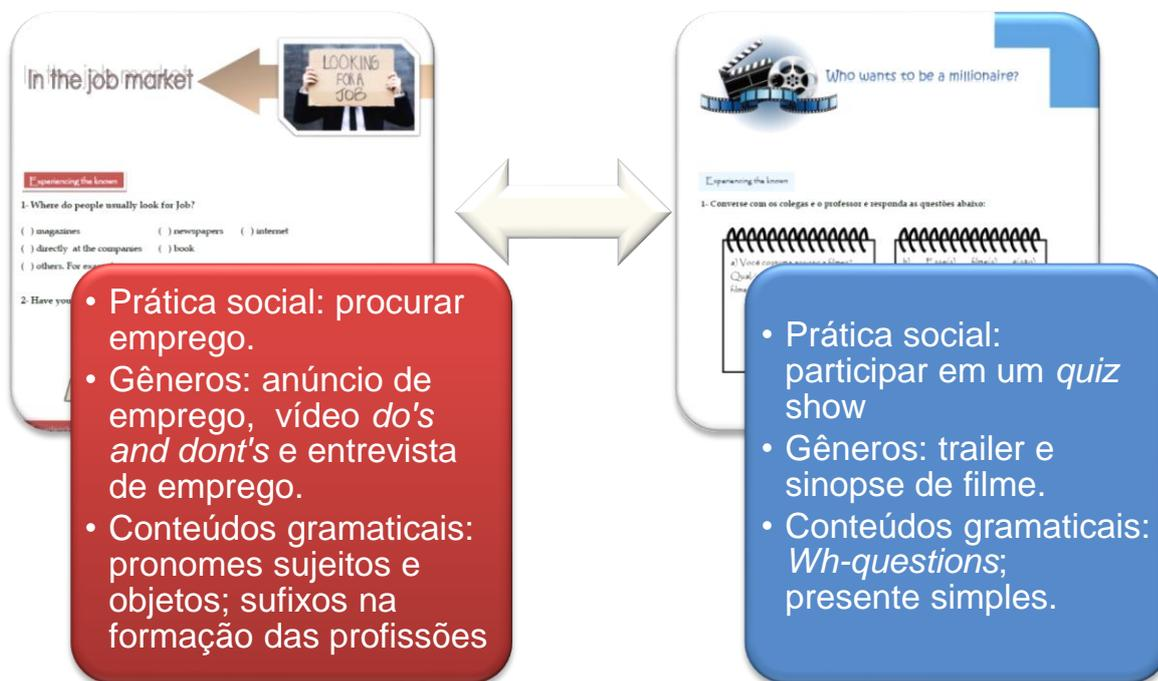 In the job market
LOOKING
FOR A
JOB
Experiencing the known
1- Where do people usually look for Job?
( ) magazines ( ) newspapers ( ) internet
( ) directly at the companies ( ) book
( ) others. For
2- Have you
• Prática social: procurar
emprego.
• Gêneros: anúncio de
emprego, vídeo do's
and dont's e entrevista
de emprego.
• Conteúdos gramaticais:
pronomes sujeitos e
objetos; sufixos na
formação das profissões
Who wants to be a millionaire?
Experiencing the known
1- Converse com os colegas e o professor e responda as questões abaixo:
a) Você
Qual
• Prática social:
participar em um quiz
show
• Gêneros: trailer e
sinopse de filme.
• Conteúdos gramaticais:
Wh-questions;
presente simples.